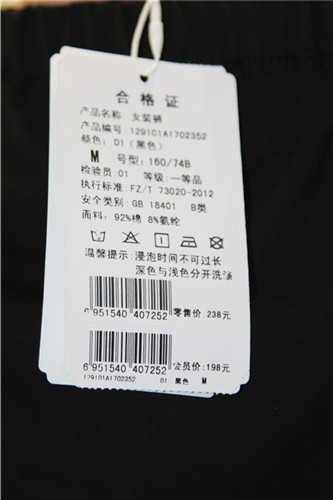 合格证
产品名称: 女装裤
产品编号: 129101A1702352
颜色: D1(黑色)
M 号型: 160/74B
检验员: 01 等级: 一等品
执行标准: FZ/T 73020-2012
安全类别: GB 18401 B类
面料: 92%棉 8%氨纶
温馨提示: 浸泡时间不可过长
深色与浅色分开洗涤
6 951540 407252 零售价: 238元
6 951540 407252 会员价: 198元
129101A1702352 D1 黑色 M